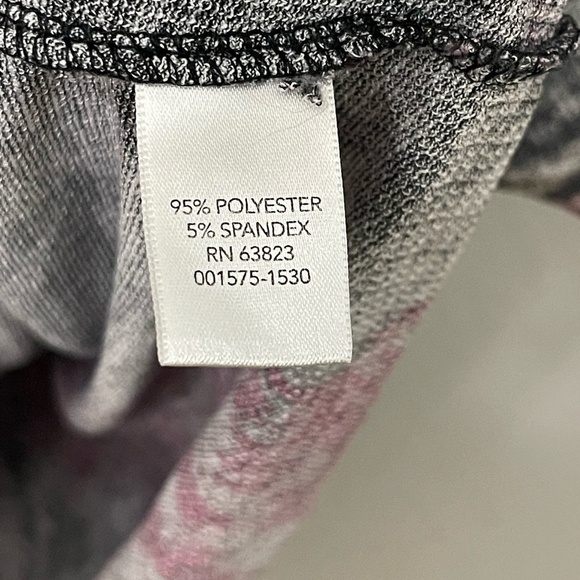 95% POLYESTER
5% SPANDEX
RN 63823
001575-1530